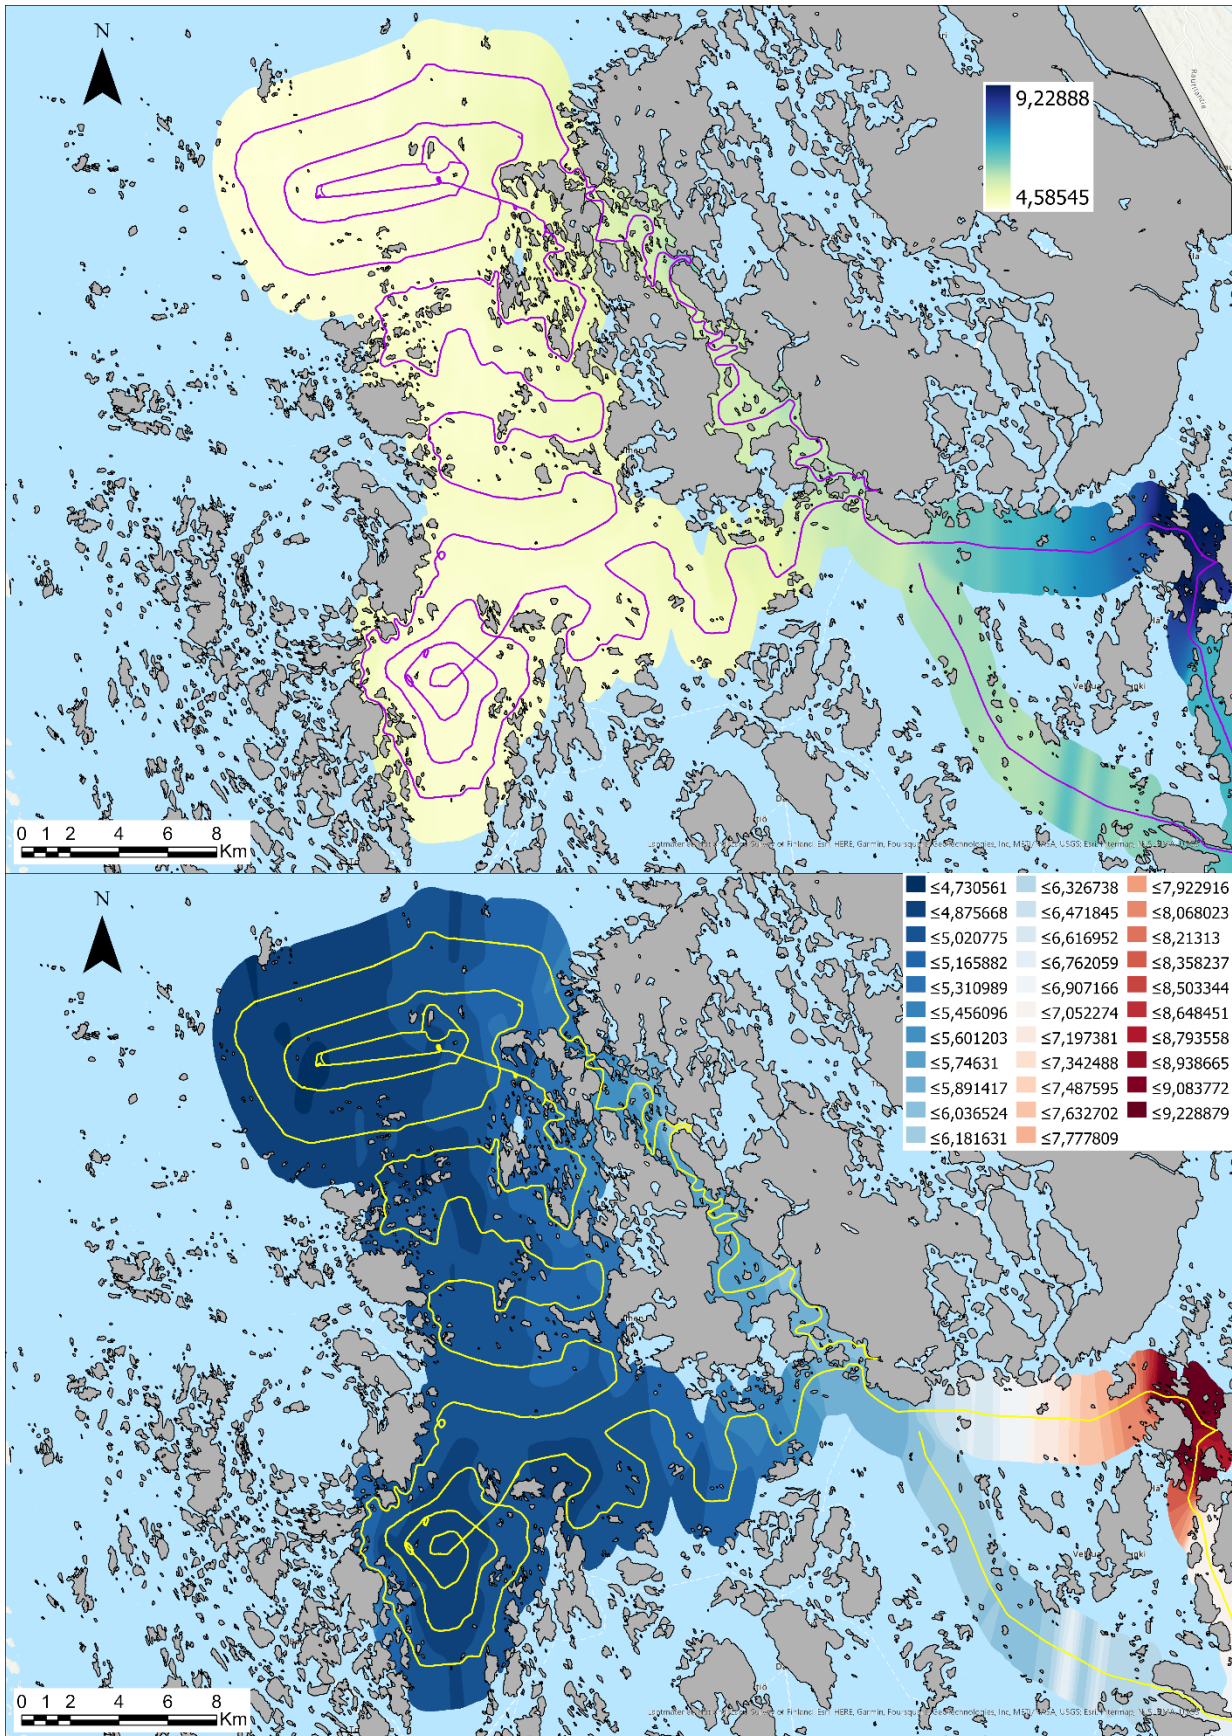 N
Raumanlia
9,22888
4,58545
0 1 2 4 6 8
Km
N
≤4,730561 ≤6,326738 ≤7,922916
≤4,875668 ≤6,471845 ≤8,068023
≤5,020775 ≤6,616952 ≤8,21313
≤5,165882 ≤6,762059 ≤8,358237
≤5,310989 ≤6,907166 ≤8,503344
≤5,456096 ≤7,052274 ≤8,648451
≤5,601203 ≤7,197381 ≤8,793558
≤5,74631 ≤7,342488 ≤8,938665
≤5,891417 ≤7,487595 ≤9,083772
≤6,036524 ≤7,632702 ≤9,228879
≤6,181631 ≤7,777809
0 1 2 4 6 8
Km